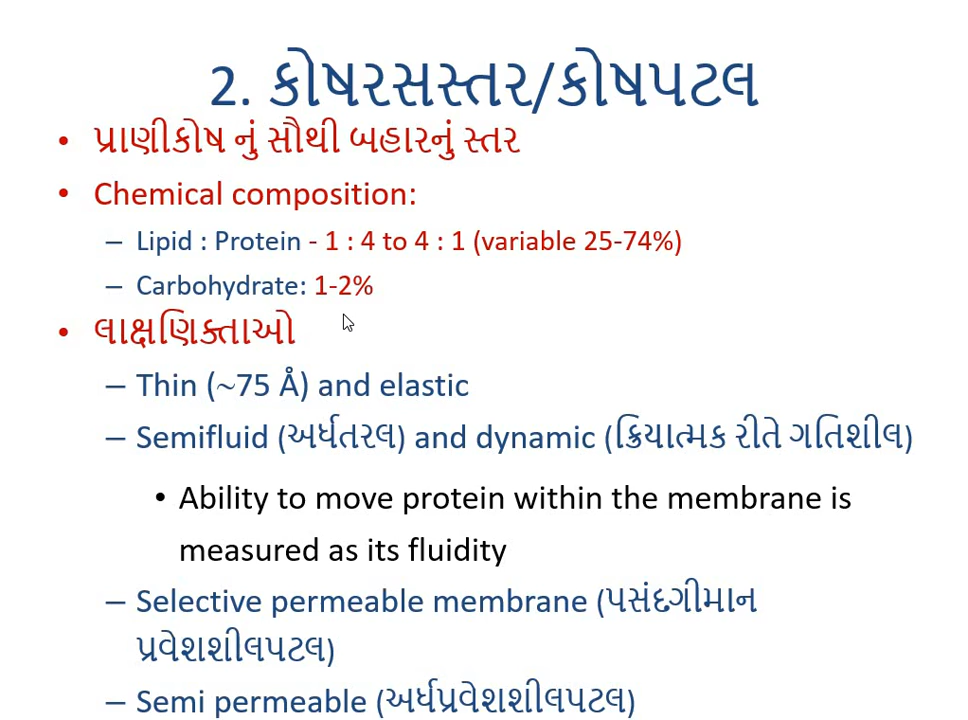 2. કોષરસસ્તર/કોષપટલ
• પ્રાણીકોષ નું સૌથી બહારનું સ્તર
• Chemical composition:
– Lipid : Protein - 1 : 4 to 4 : 1 (variable 25-74%)
– Carbohydrate: 1-2%
• લાક્ષણિક્તાઓ
– Thin (~75 Å) and elastic
– Semifluid (અર્ધતરલ) and dynamic (ક્રિયાત્મક રીતે ગતિશીલ)
• Ability to move protein within the membrane is
measured as its fluidity
– Selective permeable membrane (પસંદગીમાન
પ્રવેશશીલપટલ)
– Semi permeable (અર્ધપ્રવેશશીલપટલ)